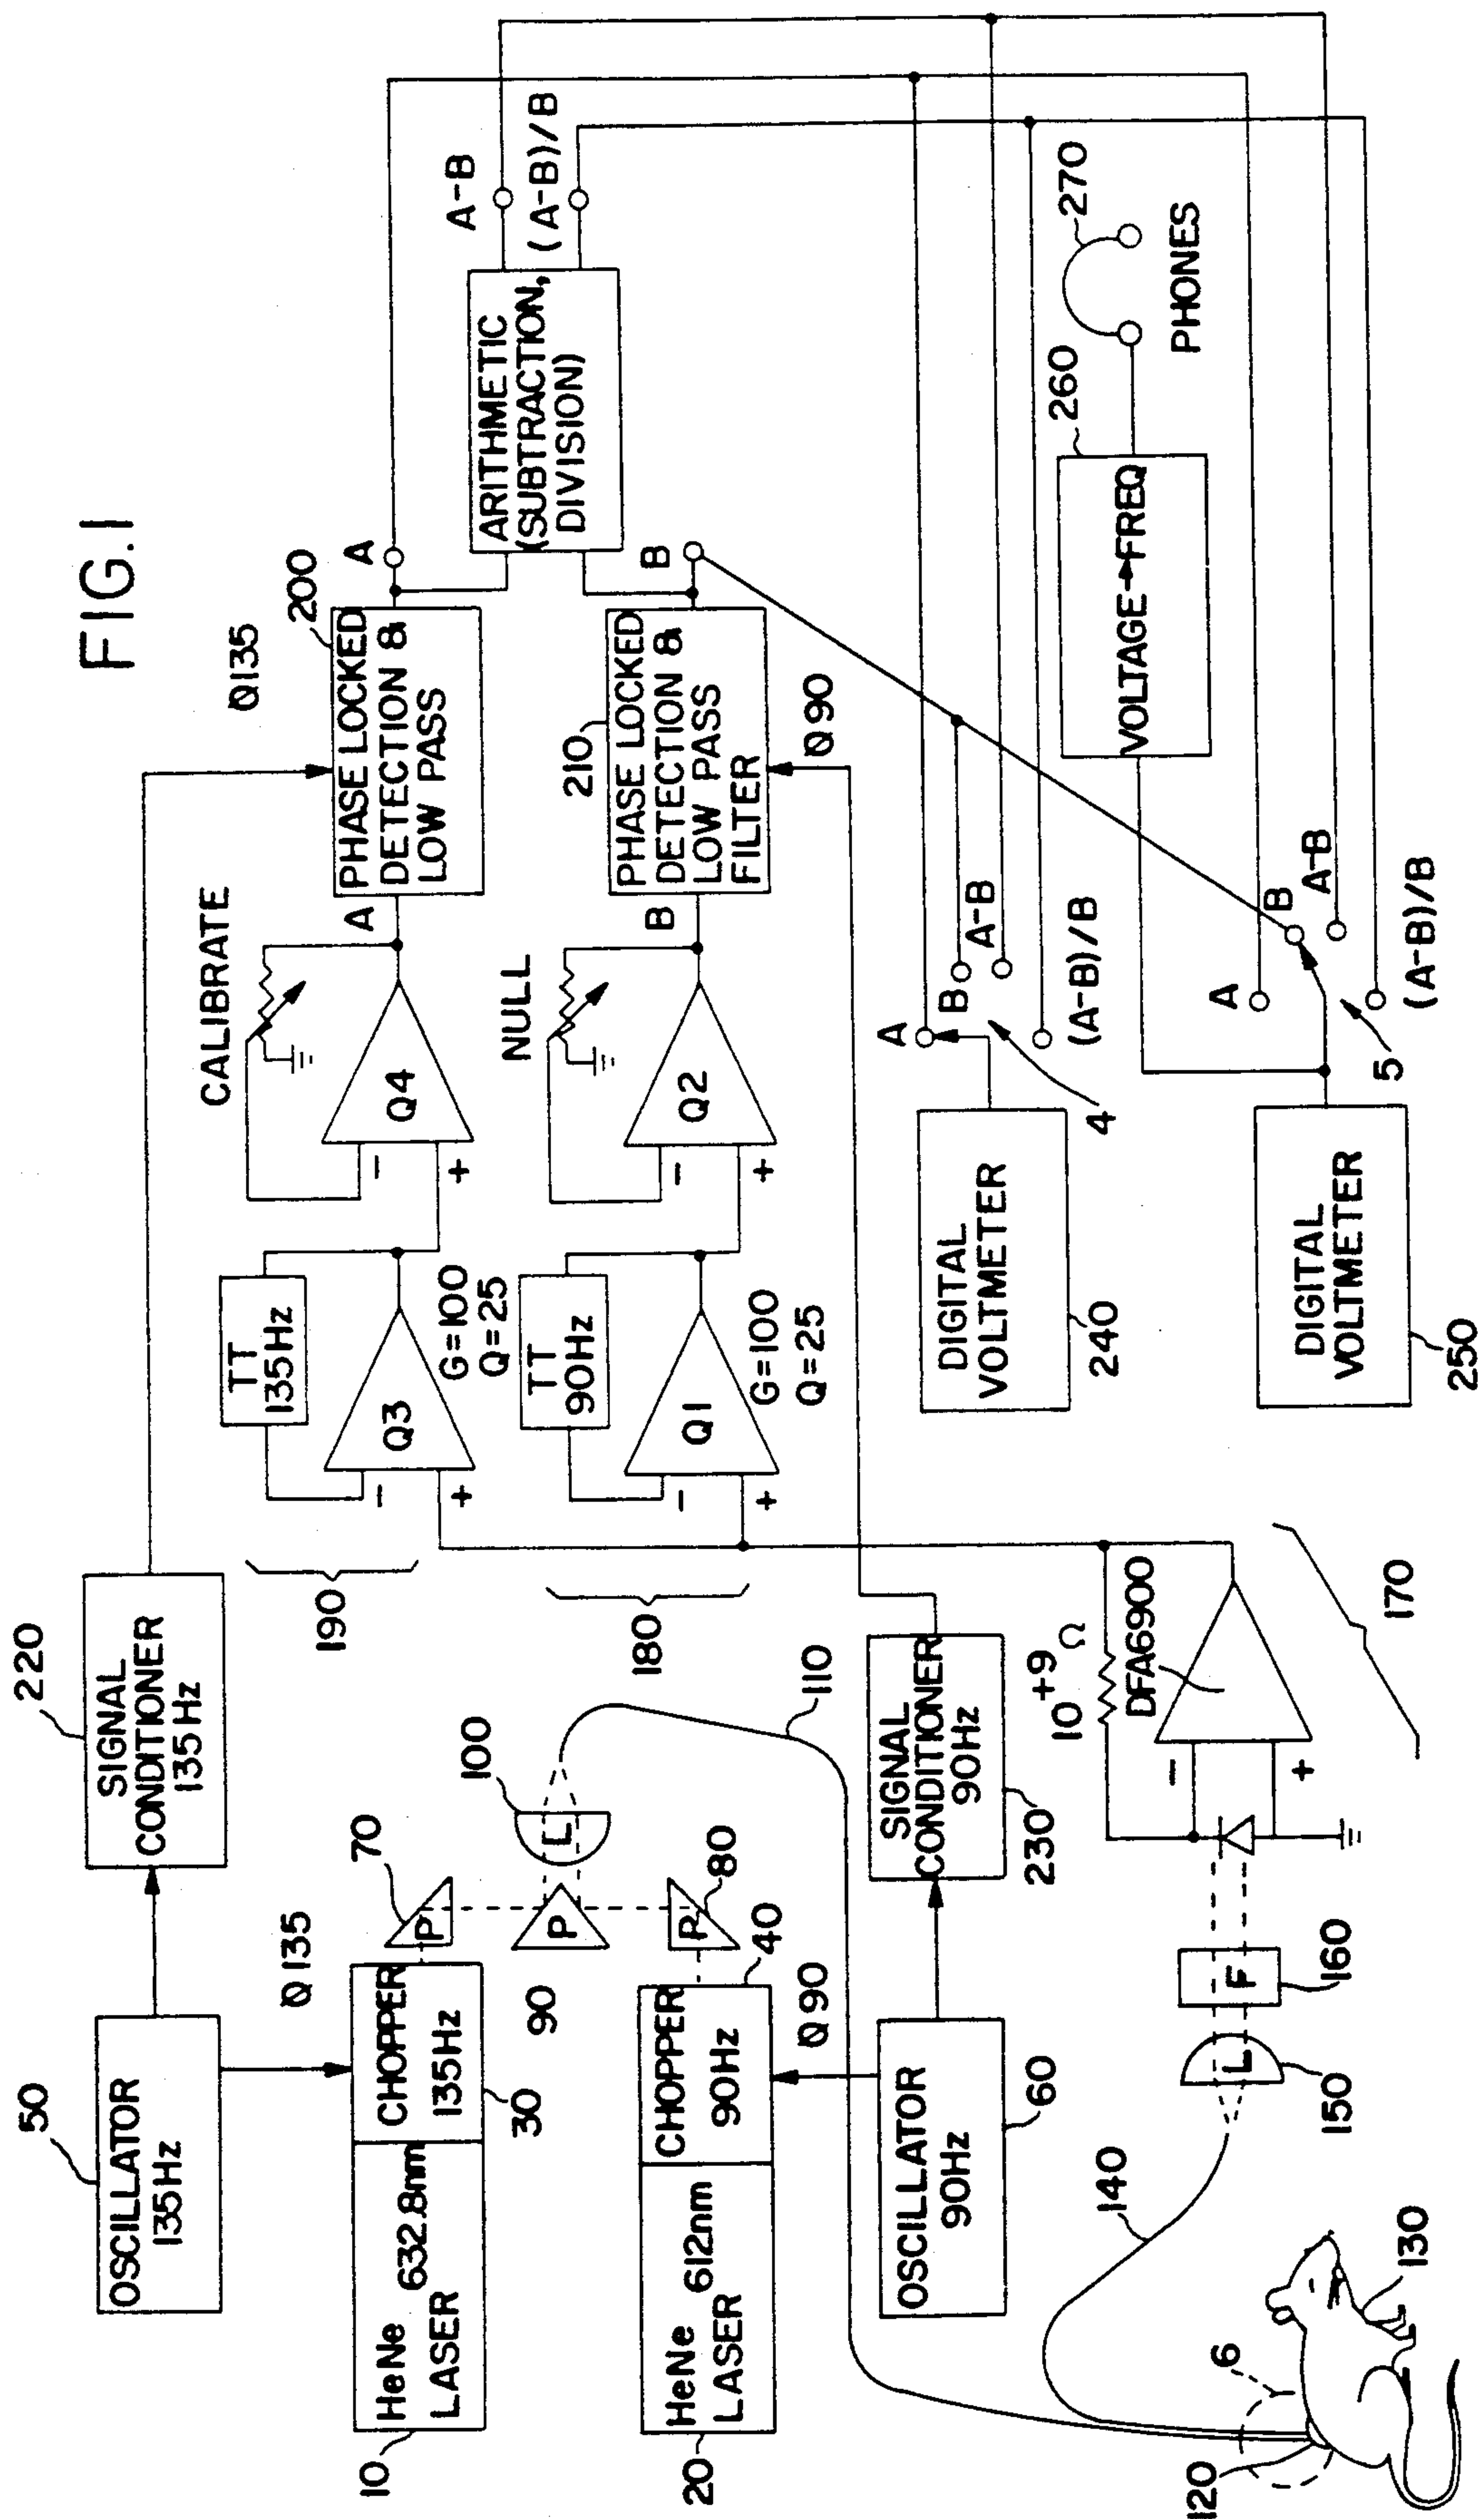 FIG. 1
50
OSCILLATOR
135Hz
220
SIGNAL
CONDITIONER
135Hz
Ø135
10
HeNe 632.8nm
LASER
CHOPPER
135Hz
30
70
P
90
P
100
L
110
20
HeNe 612nm
LASER
CHOPPER
90Hz
40
P
80
Ø90
OSCILLATOR
90Hz
60
SIGNAL
CONDITIONER
90Hz
230
190
TT
135Hz
Q3
-
+
G=100
Q=25
CALIBRATE
Q4
-
+
A
Ø135
200
PHASE LOCKED
DETECTION &
LOW PASS
A
180
TT
90Hz
Q1
-
+
G=100
Q=25
NULL
Q2
-
+
B
210
PHASE LOCKED
DETECTION &
LOW PASS
FILTER
Ø90
B
ARITHMETIC
(SUBTRACTION,
DIVISION)
A-B
(A-B)/B
DIGITAL
VOLTMETER
240
A
B
A-B
(A-B)/B
4
DIGITAL
VOLTMETER
250
A
B
A-B
(A-B)/B
5
VOLTAGE→FREQ
260
270
PHONES
120
6
130
140
150
L
F
160
10+9 Ω
DFA6900
-
+
170